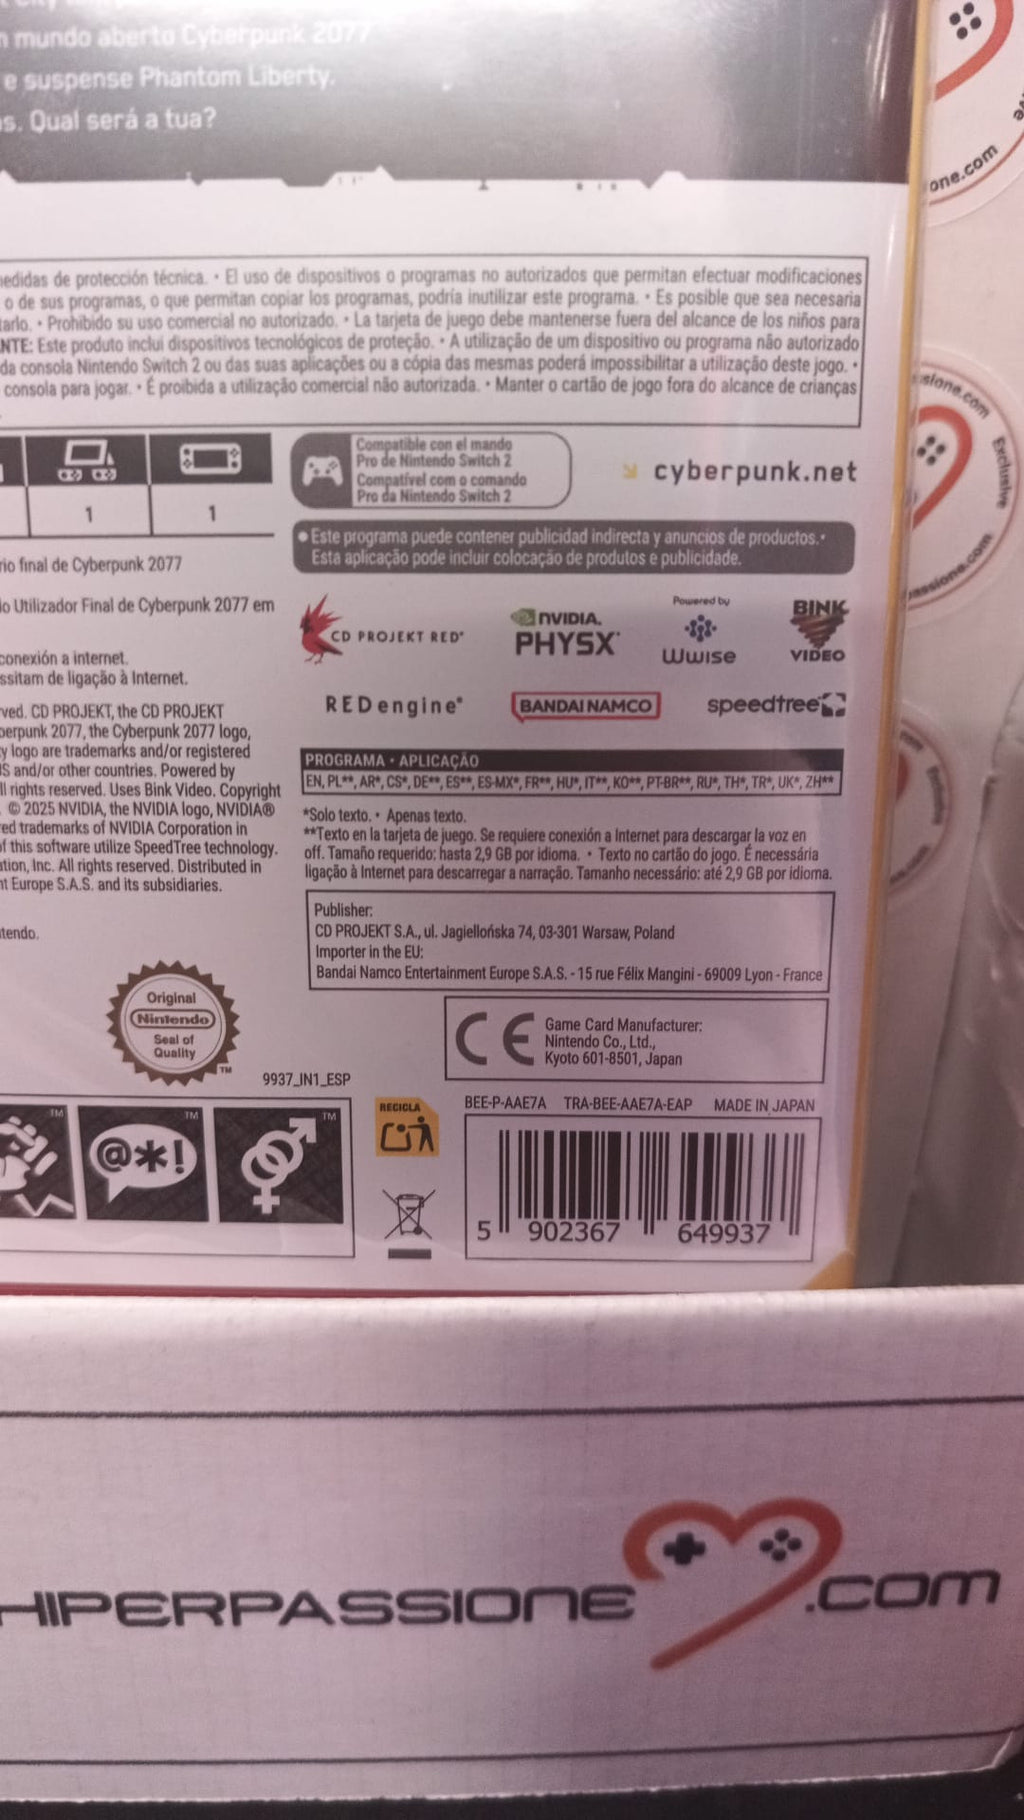 n mundo aberto Cyberpunk 2077
e suspense Phantom Liberty.
s. Qual será a tua?
one.com
medidas de protección técnica. • El uso de dispositivos o programas no autorizados que permitan efectuar modificaciones
o de sus programas, o que permitan copiar los programas, podría inutilizar este programa. • Es posible que sea necesaria
tarlo. • Prohibido su uso comercial no autorizado. • La tarjeta de juego debe mantenerse fuera del alcance de los niños para
NTE: Este produto inclui dispositivos tecnológicos de proteção. • A utilização de um dispositivo ou programa não autorizado
da consola Nintendo Switch 2 ou das suas aplicações ou a cópia das mesmas poderá impossibilitar a utilização deste jogo. •
consola para jogar. • É proibida a utilização comercial não autorizada. • Manter o cartão de jogo fora do alcance de crianças
ssione.com
Exclusive
passione.com
1
1
Compatible con el mando
Pro de Nintendo Switch 2
Compatível com o comando
Pro da Nintendo Switch 2
cyberpunk.net
• Este programa puede contener publicidad indirecta y anuncios de productos.•
Esta aplicação pode incluir colocação de produtos e publicidade.
rio final de Cyberpunk 2077
o Utilizador Final de Cyberpunk 2077 em
conexión a internet.
ssitam de ligação à Internet.
CD PROJEKT RED®
NVIDIA.
PHYSX®
Powered by
Wwise
BINK
VIDEO
REDengine®
BANDAI NAMCO
speedtree
rved. CD PROJEKT, the CD PROJEKT
berpunk 2077, the Cyberpunk 2077 logo,
y logo are trademarks and/or registered
S and/or other countries. Powered by
ll rights reserved. Uses Bink Video. Copyright
© 2025 NVIDIA, the NVIDIA logo, NVIDIA®
ed trademarks of NVIDIA Corporation in
of this software utilize SpeedTree technology.
ation, Inc. All rights reserved. Distributed in
nt Europe S.A.S. and its subsidiaries.
ntendo.
PROGRAMA • APLICAÇÃO
EN, PL**, AR*, CS*, DE**, ES**, ES-MX*, FR**, HU*, IT**, KO**, PT-BR**, RU*, TH*, TR*, UK*, ZH**
*Solo texto. • Apenas texto.
**Texto en la tarjeta de juego. Se requiere conexión a Internet para descargar la voz en
off. Tamaño requerido: hasta 2,9 GB por idioma. • Texto no cartão do jogo. É necessária
ligação à Internet para descarregar a narração. Tamanho necessário: até 2,9 GB por idioma.
Publisher:
CD PROJEKT S.A., ul. Jagiellońska 74, 03-301 Warsaw, Poland
Importer in the EU:
Bandai Namco Entertainment Europe S.A.S. - 15 rue Félix Mangini - 69009 Lyon - France
Original
Nintendo
Seal of
Quality
TM
9937_IN1_ESP
CE
Game Card Manufacturer:
Nintendo Co., Ltd.,
Kyoto 601-8501, Japan
BEE-P-AAE7A TRA-BEE-AAE7A-EAP MADE IN JAPAN
TM
@*!
TM
TM
RECICLA
5 902367 649937
HIPERPASSIONE.COM